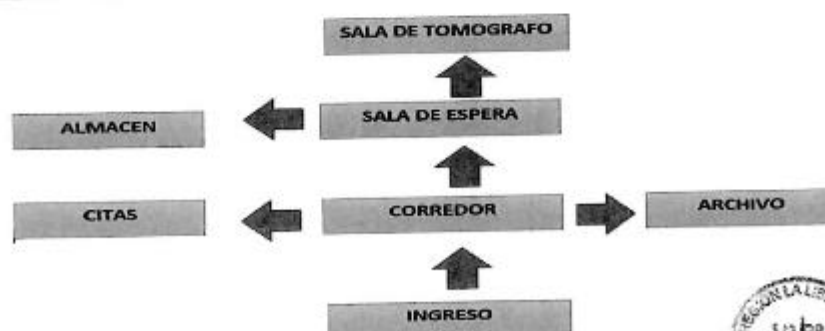 SALA DE TOMOGRAFO
SALA DE ESPERA
ALMACEN
CORREDOR
ARCHIVO
CITAS
INGRESO